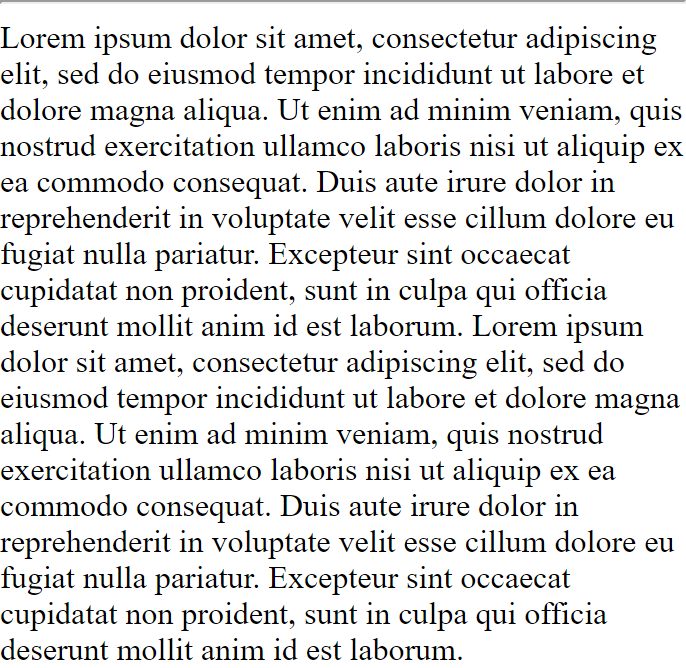 Lorem ipsum dolor sit amet, consectetur adipiscing
elit, sed do eiusmod tempor incididunt ut labore et
dolore magna aliqua. Ut enim ad minim veniam, quis
nostrud exercitation ullamco laboris nisi ut aliquip ex
ea commodo consequat. Duis aute irure dolor in
reprehenderit in voluptate velit esse cillum dolore eu
fugiat nulla pariatur. Excepteur sint occaecat
cupidatat non proident, sunt in culpa qui officia
deserunt mollit anim id est laborum. Lorem ipsum
dolor sit amet, consectetur adipiscing elit, sed do
eiusmod tempor incididunt ut labore et dolore magna
aliqua. Ut enim ad minim veniam, quis nostrud
exercitation ullamco laboris nisi ut aliquip ex ea
commodo consequat. Duis aute irure dolor in
reprehenderit in voluptate velit esse cillum dolore eu
fugiat nulla pariatur. Excepteur sint occaecat
cupidatat non proident, sunt in culpa qui officia
deserunt mollit anim id est laborum.